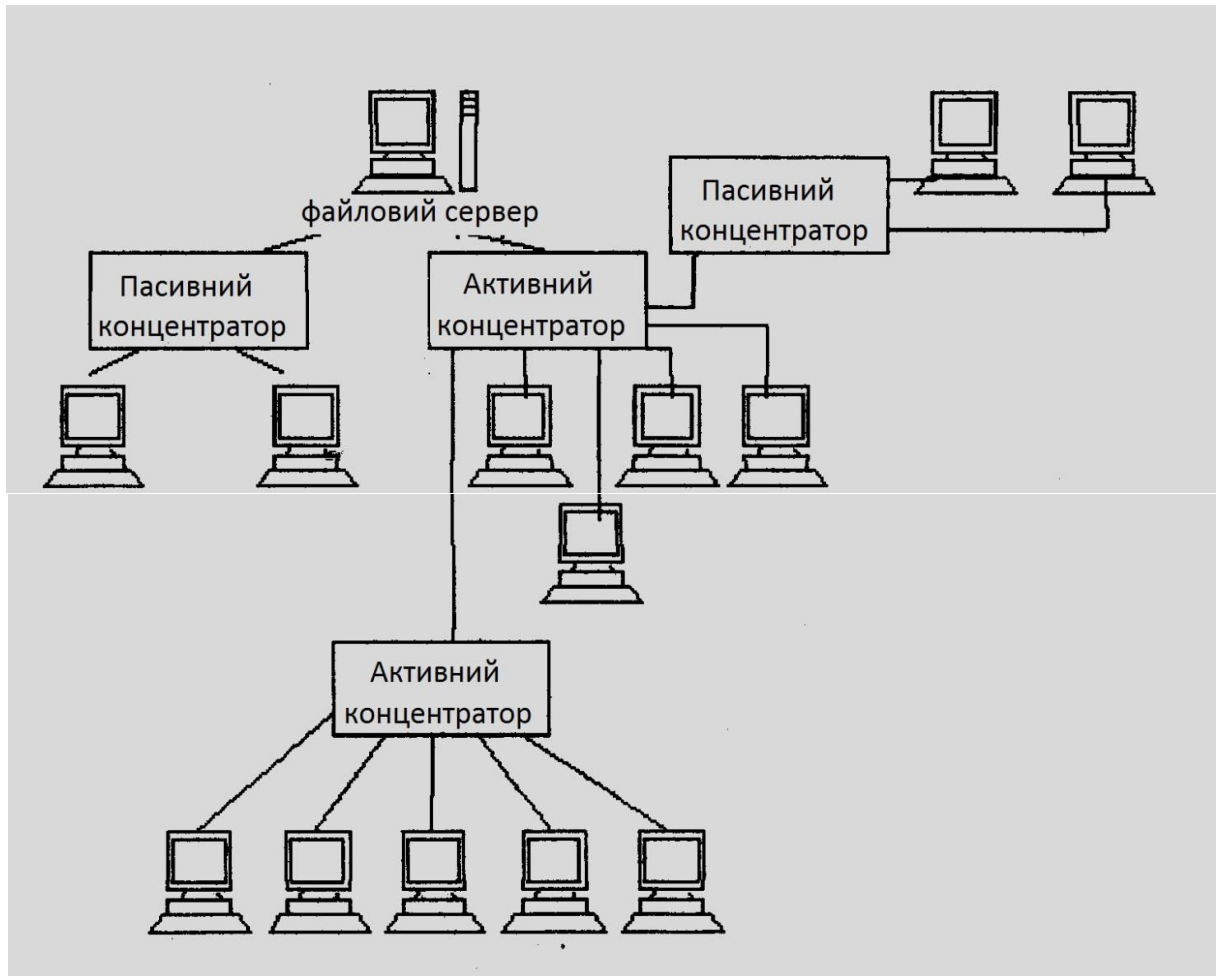 файловий сервер
Пасивний
концентратор
Пасивний
концентратор
Активний
концентратор
Активний
концентратор